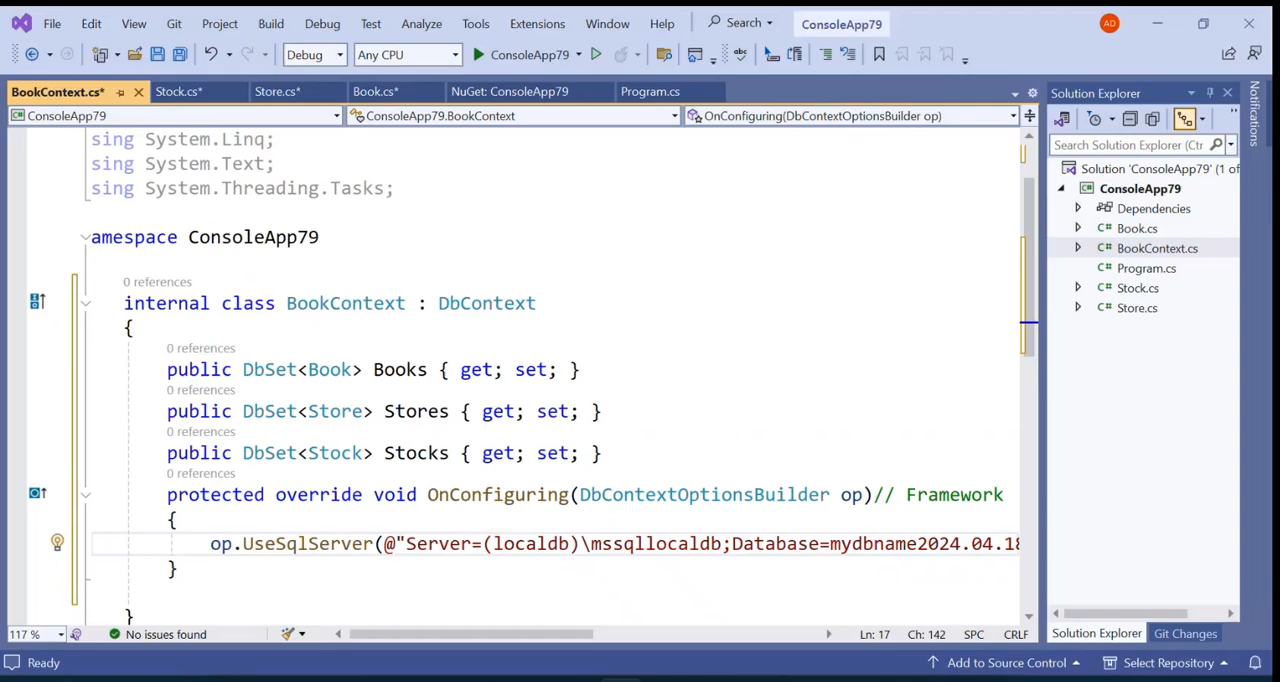 File Edit View Git Project Build Debug Test Analyze Tools Extensions Window Help Search ConsoleApp79 AD
Debug Any CPU ConsoleApp79
BookContext.cs* Stock.cs* Store.cs* Book.cs* NuGet: ConsoleApp79 Program.cs
ConsoleApp79 ConsoleApp79.BookContext OnConfiguring(DbContextOptionsBuilder op)
sing System.Linq;
sing System.Text;
sing System.Threading.Tasks;
amespace ConsoleApp79
0 references
internal class BookContext : DbContext
{
0 references
public DbSet<Book> Books { get; set; }
0 references
public DbSet<Store> Stores { get; set; }
0 references
public DbSet<Stock> Stocks { get; set; }
0 references
protected override void OnConfiguring(DbContextOptionsBuilder op)// Framework
{
op.UseSqlServer(@"Server=(localdb)\mssqllocaldb;Database=mydbname2024.04.18
}
}
117 % No issues found Ln: 17 Ch: 142 SPC CRLF
Solution Explorer
Search Solution Explorer (Ctr
Solution 'ConsoleApp79' (1 of
ConsoleApp79
Dependencies
Book.cs
BookContext.cs
Program.cs
Stock.cs
Store.cs
Solution Explorer Git Changes
Notifications
Ready Add to Source Control Select Repository